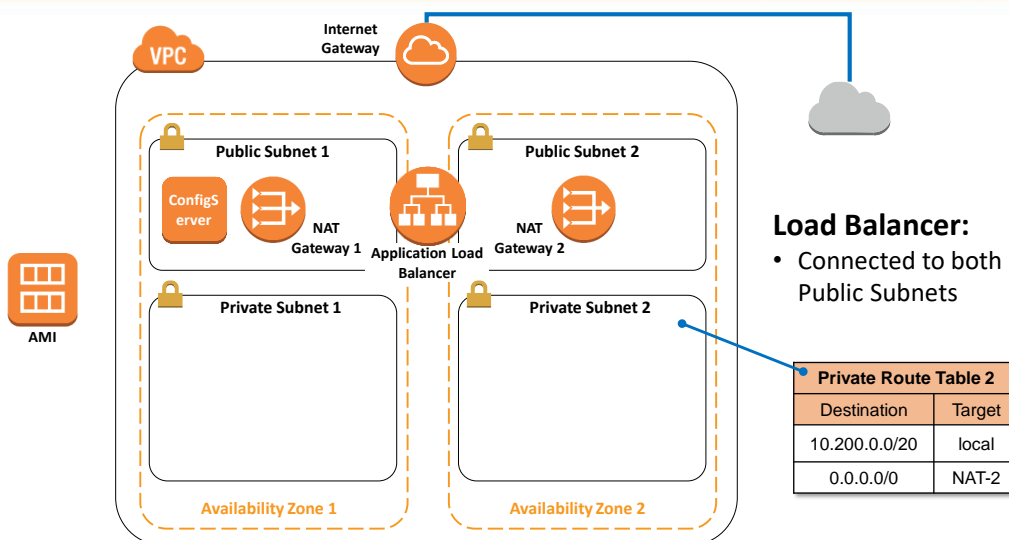 Internet
Gateway
VPC
Public Subnet 1
Public Subnet 2
ConfigS
erver
NAT
Gateway 1
Application Load
Balancer
NAT
Gateway 2
Load Balancer:
• Connected to both
Public Subnets
AMI
Private Subnet 1
Private Subnet 2
Private Route Table 2
Destination Target
10.200.0.0/20 local
0.0.0.0/0 NAT-2
Availability Zone 1
Availability Zone 2